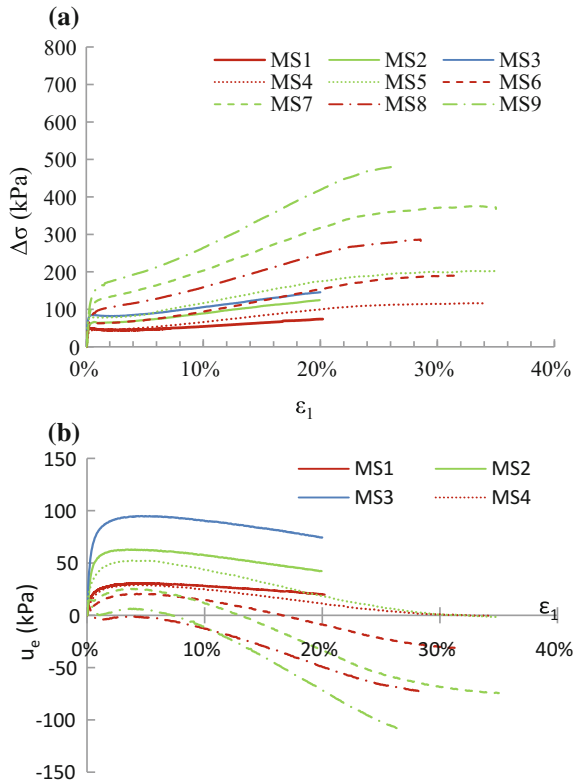 (a)
800
700
600
500
400
300
200
100
0
Δσ (kPa)
MS1 MS2 MS3
MS4 MS5 MS6
MS7 MS8 MS9
0% 10% 20% 30% 40%
ε1
(b)
150
100
50
0
-50
-100
-150
ue (kPa)
MS1 MS2
MS3 MS4
ε1
0% 10% 20% 30% 40%